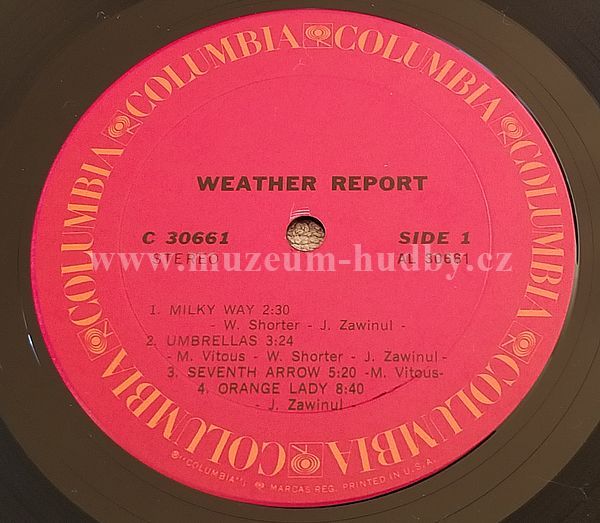 COLUMBIA COLUMBIA COLUMBIA COLUMBIA COLUMBIA COLUMBIA COLUMBIA COLUMBIA
WEATHER REPORT
C 30661 SIDE 1
STEREO AL 30661
www.muzeum-hudby.cz
1. MILKY WAY 2:30
- W. Shorter - J. Zawinul -
2. UMBRELLAS 3:24
-M. Vitous - W. Shorter - J. Zawinul -
3. SEVENTH ARROW 5:20 -M. Vitous-
4. ORANGE LADY 8:40
- J. Zawinul -
® "COLUMBIA", MARCAS REG. PRINTED IN U.S.A.